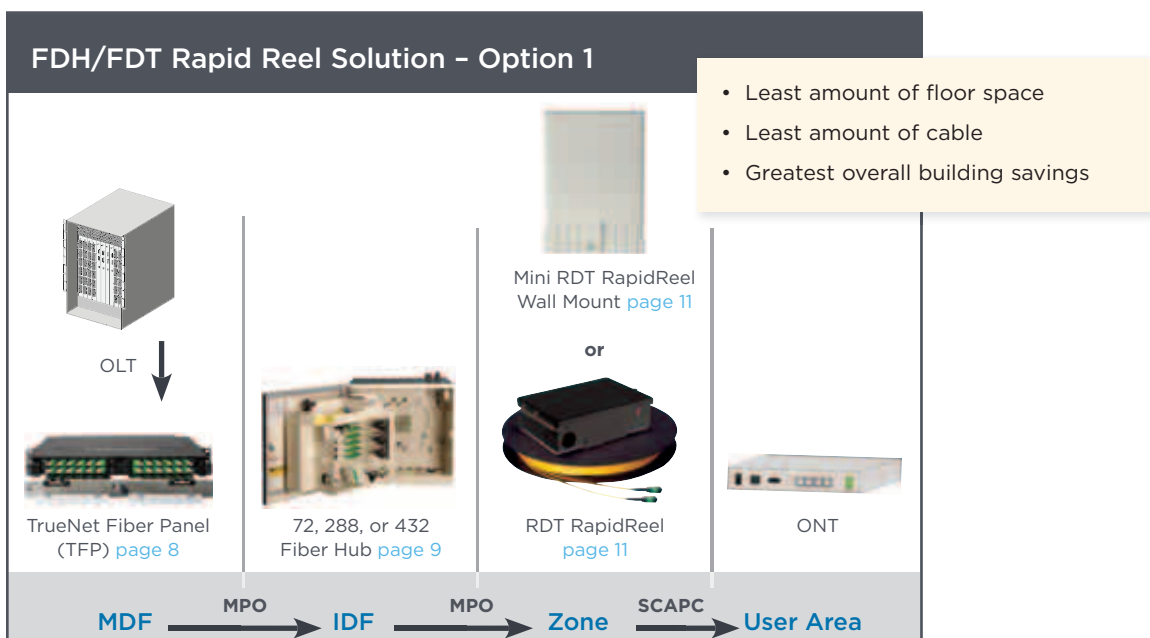 FDH/FDT Rapid Reel Solution – Option 1
• Least amount of floor space
• Least amount of cable
• Greatest overall building savings
OLT
TrueNet Fiber Panel
(TFP) page 8
72, 288, or 432
Fiber Hub page 9
Mini RDT RapidReel
Wall Mount page 11
or
RDT RapidReel
page 11
ONT
MDF
MPO
IDF
MPO
Zone
SCAPC
User Area